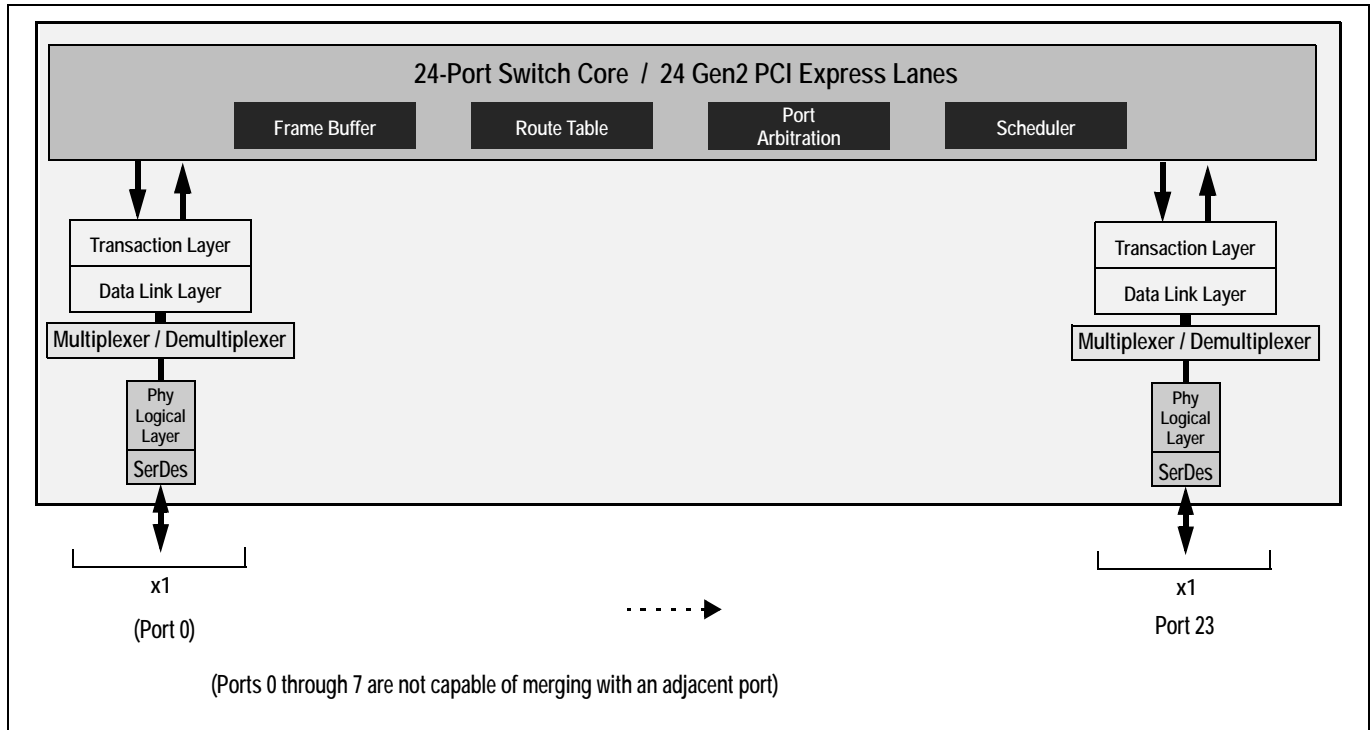 24-Port Switch Core / 24 Gen2 PCI Express Lanes
Frame Buffer
Route Table
Port
Arbitration
Scheduler
Transaction Layer
Data Link Layer
Multiplexer / Demultiplexer
Phy
Logical
Layer
SerDes
x1
(Port 0)
Transaction Layer
Data Link Layer
Multiplexer / Demultiplexer
Phy
Logical
Layer
SerDes
x1
Port 23
(Ports 0 through 7 are not capable of merging with an adjacent port)